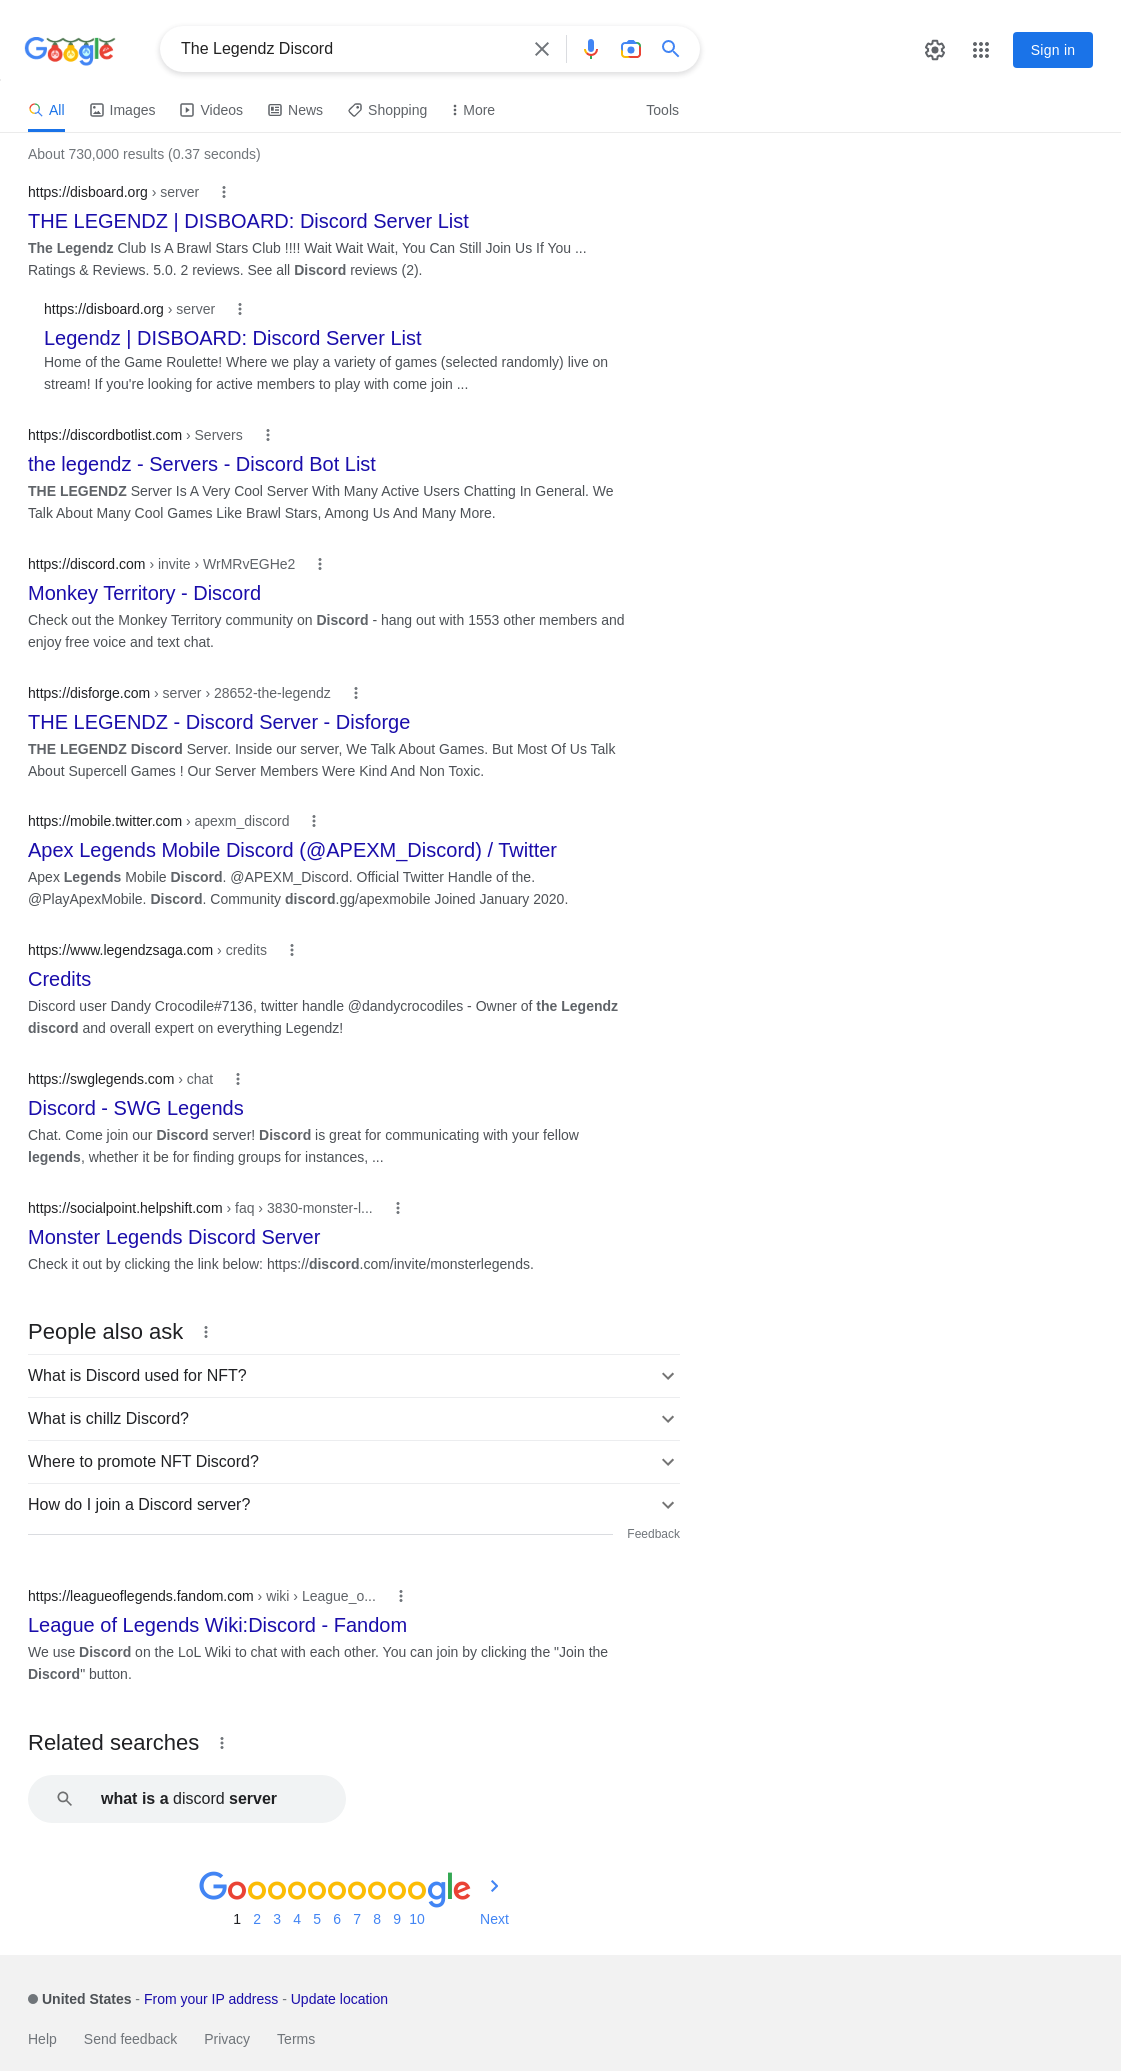 Google
The Legendz Discord
Sign in
All Images Videos News Shopping More Tools
About 730,000 results (0.37 seconds)
https://disboard.org › server
THE LEGENDZ | DISBOARD: Discord Server List
The Legendz Club Is A Brawl Stars Club !!!! Wait Wait Wait, You Can Still Join Us If You ...
Ratings & Reviews. 5.0. 2 reviews. See all Discord reviews (2).
https://disboard.org › server
Legendz | DISBOARD: Discord Server List
Home of the Game Roulette! Where we play a variety of games (selected randomly) live on
stream! If you're looking for active members to play with come join ...
https://discordbotlist.com › Servers
the legendz - Servers - Discord Bot List
THE LEGENDZ Server Is A Very Cool Server With Many Active Users Chatting In General. We
Talk About Many Cool Games Like Brawl Stars, Among Us And Many More.
https://discord.com › invite › WrMRvEGHe2
Monkey Territory - Discord
Check out the Monkey Territory community on Discord - hang out with 1553 other members and
enjoy free voice and text chat.
https://disforge.com › server › 28652-the-legendz
THE LEGENDZ - Discord Server - Disforge
THE LEGENDZ Discord Server. Inside our server, We Talk About Games. But Most Of Us Talk
About Supercell Games ! Our Server Members Were Kind And Non Toxic.
https://mobile.twitter.com › apexm_discord
Apex Legends Mobile Discord (@APEXM_Discord) / Twitter
Apex Legends Mobile Discord. @APEXM_Discord. Official Twitter Handle of the.
@PlayApexMobile. Discord. Community discord.gg/apexmobile Joined January 2020.
https://www.legendzsaga.com › credits
Credits
Discord user Dandy Crocodile#7136, twitter handle @dandycrocodiles - Owner of the Legendz
discord and overall expert on everything Legendz!
https://swglegends.com › chat
Discord - SWG Legends
Chat. Come join our Discord server! Discord is great for communicating with your fellow
legends, whether it be for finding groups for instances, ...
https://socialpoint.helpshift.com › faq › 3830-monster-l...
Monster Legends Discord Server
Check it out by clicking the link below: https://discord.com/invite/monsterlegends.
People also ask
What is Discord used for NFT?
What is chillz Discord?
Where to promote NFT Discord?
How do I join a Discord server?
Feedback
https://leagueoflegends.fandom.com › wiki › League_o...
League of Legends Wiki:Discord - Fandom
We use Discord on the LoL Wiki to chat with each other. You can join by clicking the "Join the
Discord" button.
Related searches
what is a discord server
Goooooooooogle
1 2 3 4 5 6 7 8 9 10 Next
United States - From your IP address - Update location
Help Send feedback Privacy Terms